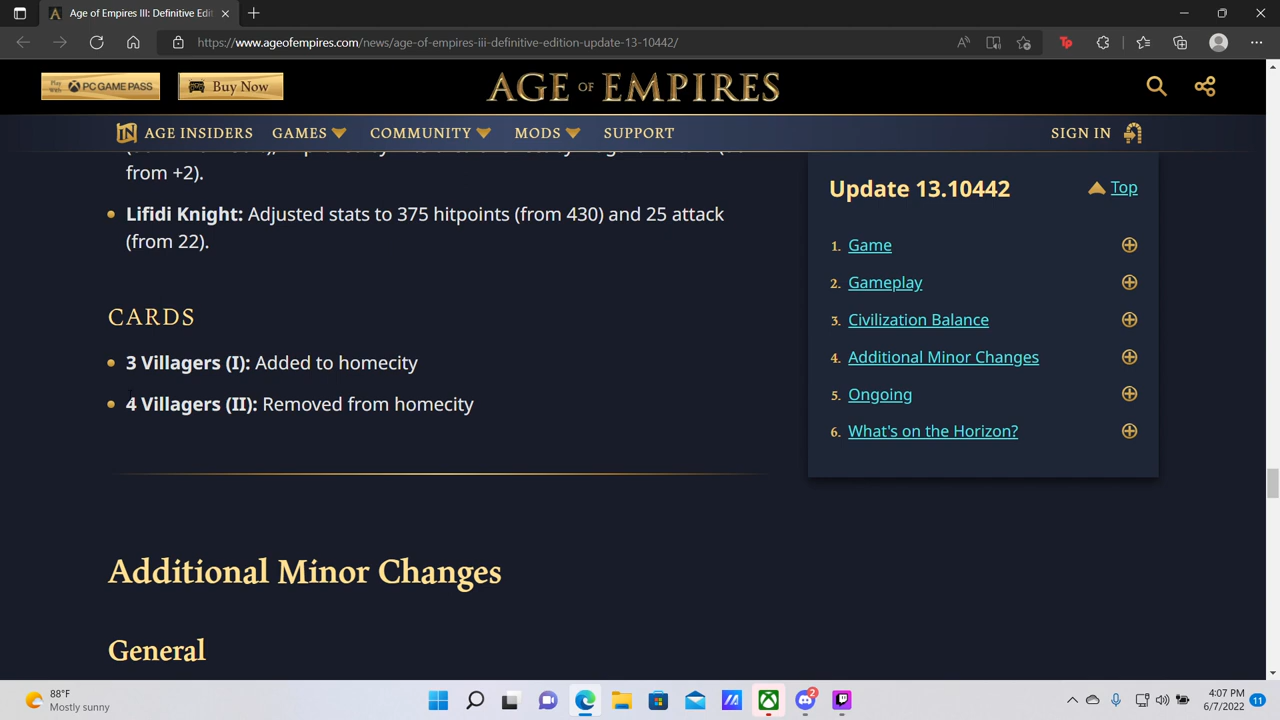 Age of Empires III: Definitive Edit
https://www.ageofempires.com/news/age-of-empires-iii-definitive-edition-update-13-10442/
PC GAME PASS
Buy Now
AGE OF EMPIRES
AGE INSIDERS GAMES COMMUNITY MODS SUPPORT SIGN IN
from +2).
Lifidi Knight: Adjusted stats to 375 hitpoints (from 430) and 25 attack
(from 22).
CARDS
3 Villagers (I): Added to homecity
4 Villagers (II): Removed from homecity
Additional Minor Changes
General
Update 13.10442
Top
1. Game
2. Gameplay
3. Civilization Balance
4. Additional Minor Changes
5. Ongoing
6. What's on the Horizon?
88°F
Mostly sunny
2
4:07 PM
6/7/2022
11